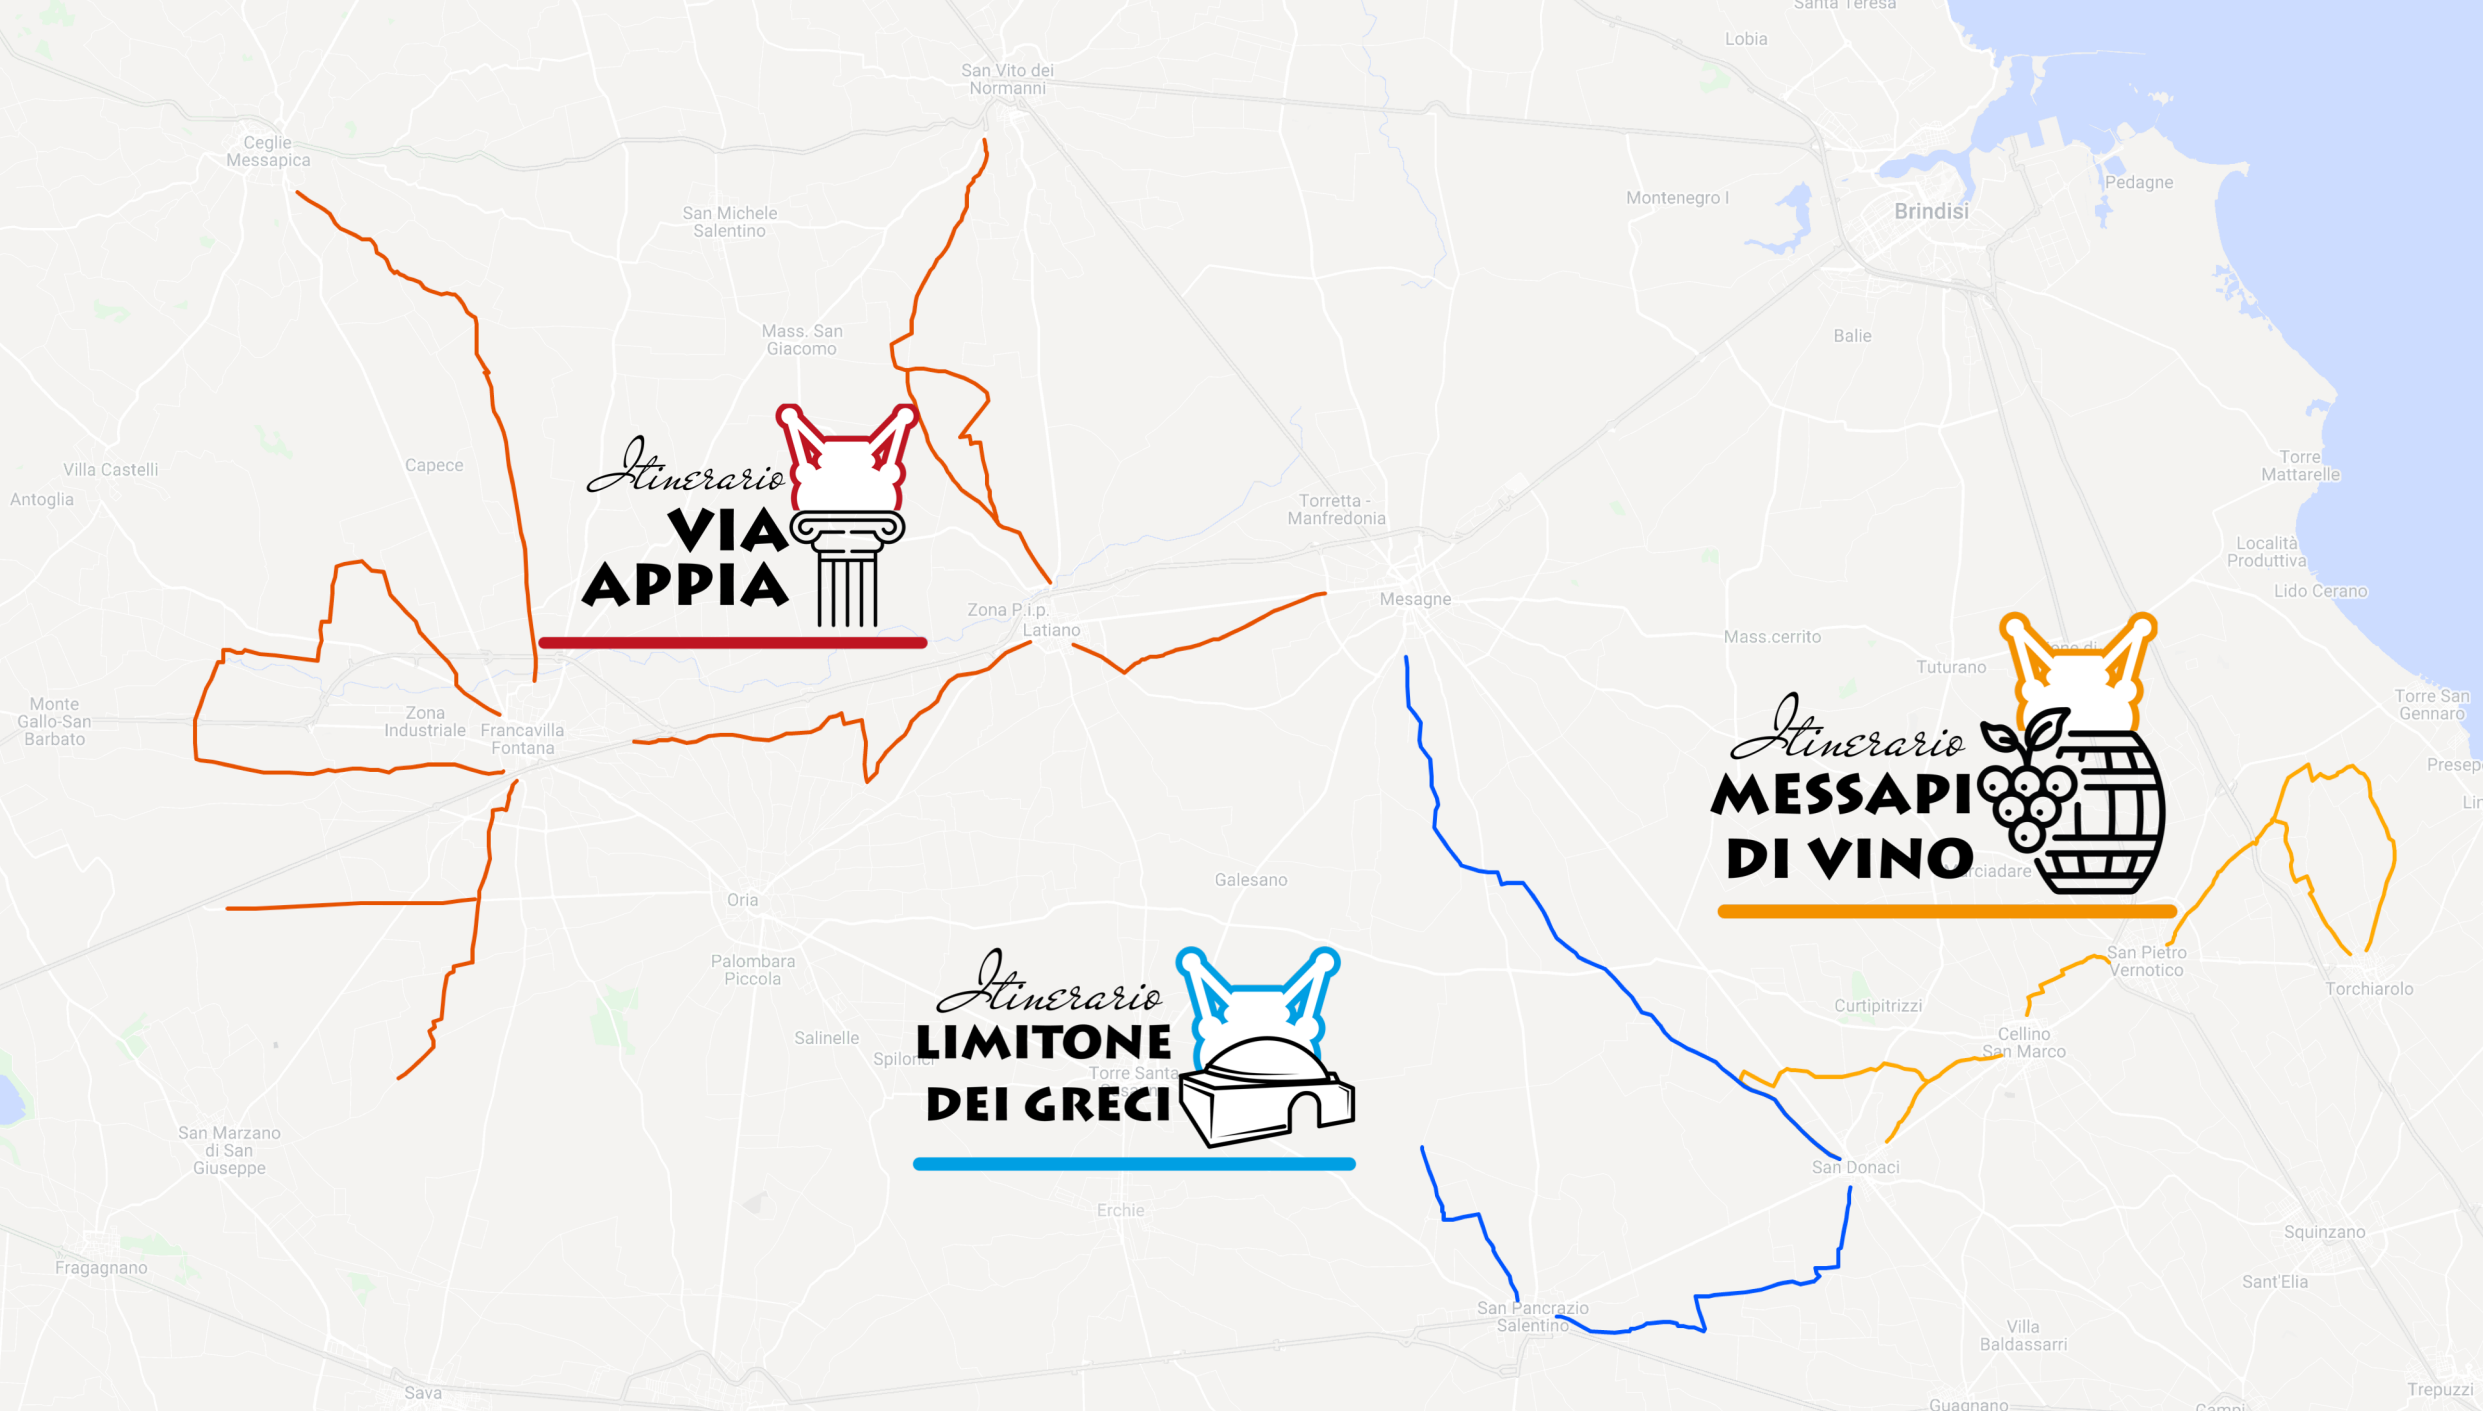 Santa Teresa
Lobia
San Vito dei
Normanni
Ceglie
Messapica
Pedagne
Montenegro I
Brindisi
San Michele
Salentino
Mass. San
Giacomo
Balie
Villa Castelli
Capece
Antoglia
Itinerario
VIA
APPIA
Torretta -
Manfredonia
Torre
Mattarelle
Località
Produttiva
Lido Cerano
Mesagne
Zona P.i.p.
Latiano
Mass.cerrito
Tuturano
Monte
Gallo-San
Barbato
Zona
Industriale
Francavilla
Fontana
Torre San
Gennaro
Itinerario
MESSAPI
DI VINO
Galesano
Oria
Palombara
Piccola
San Pietro
Vernotico
Torchiarolo
Curtipitrizzi
Cellino
San Marco
Itinerario
LIMITONE
DEI GRECI
Salinelle
Torre Santa
San Marzano
di San
Giuseppe
San Donaci
Erchie
Squinzano
Sant'Elia
Fragagnano
San Pancrazio
Salentino
Villa
Baldassarri
Sava
Trepuzzi
Guagnano